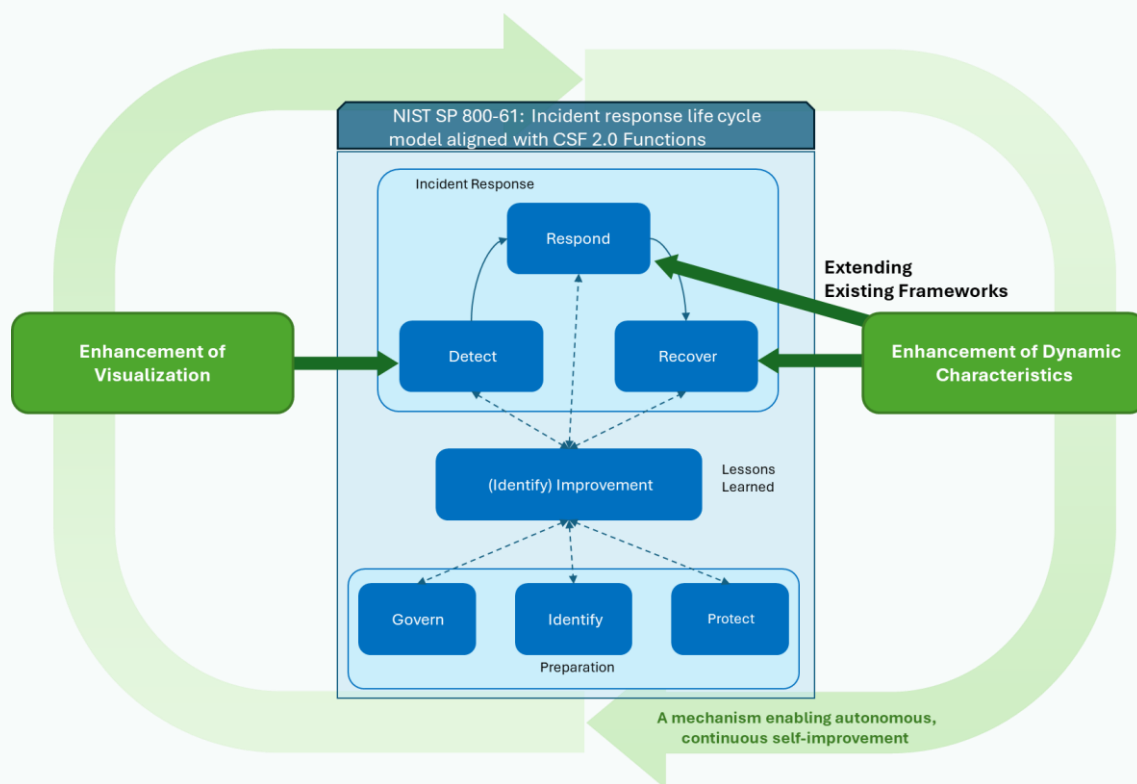 NIST SP 800-61: Incident response life cycle
model aligned with CSF 2.0 Functions
Incident Response
Respond
Extending
Existing Frameworks
Enhancement of
Visualization
Detect
Recover
Enhancement of Dynamic
Characteristics
(Identify) Improvement
Lessons
Learned
Govern
Identify
Protect
Preparation
A mechanism enabling autonomous,
continuous self-improvement